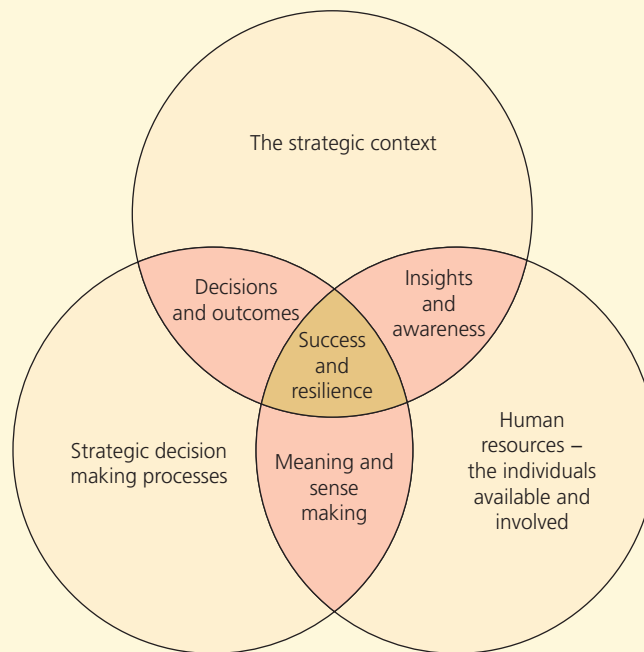 The strategic context
Decisions
and outcomes
Insights
and
awareness
Success
and
resilience
Strategic decision
making processes
Meaning and
sense
making
Human
resources –
the individuals
available and
involved